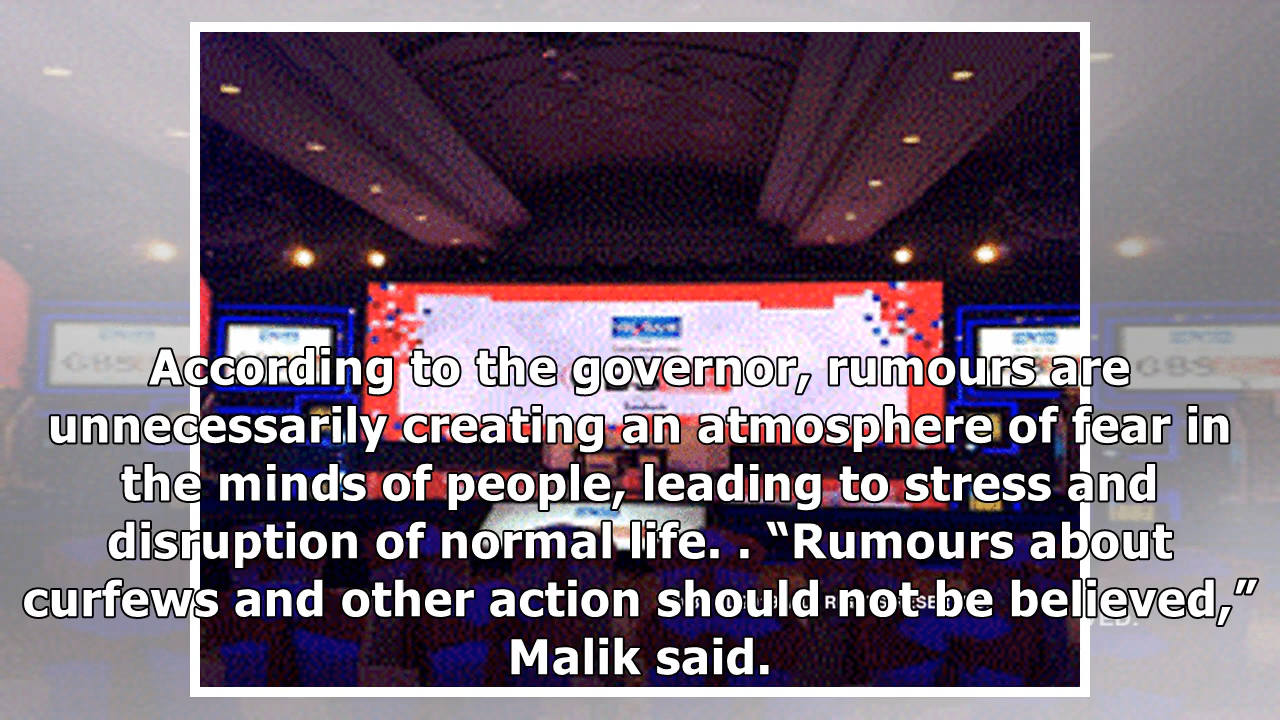 According to the governor, rumours are
unnecessarily creating an atmosphere of fear in
the minds of people, leading to stress and
disruption of normal life. . “Rumours about
curfews and other action should not be believed,”
Malik said.